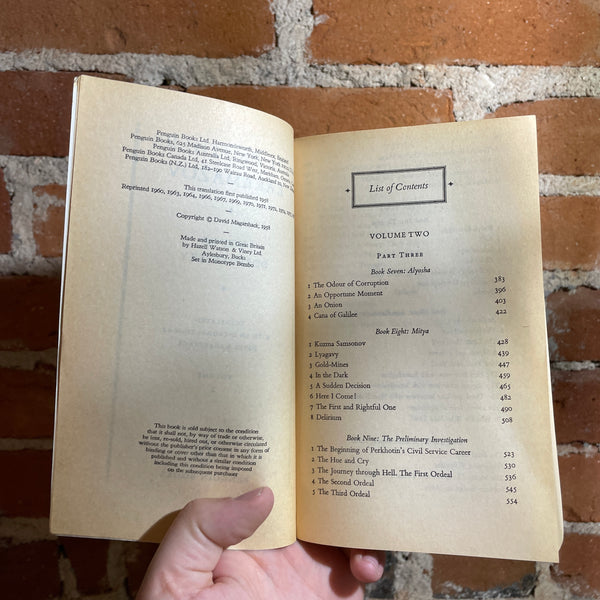 Penguin Books Ltd, Harmondsworth, Middlesex, England
Penguin Books, 625 Madison Avenue, New York, New York
Penguin Books Australia Ltd, Ringwood, Victoria, Australia
Penguin Books Canada Ltd, 41 Steelcase Road West, Markham, Ontario,
Penguin Books (N.Z.) Ltd, 182–190 Wairau Road, Auckland 10, New
—
This translation first published 1958
Reprinted 1960, 1963, 1964, 1966, 1967, 1969, 1970, 1971,
—
Copyright © David Magarshack, 1958
—
Made and printed in Great Britain
by Hazell Watson & Viney Ltd,
Aylesbury, Bucks
Set in Monotype Bembo
This book is sold subject to the condition
that it shall not, by way of trade or otherwise,
be lent, re-sold, hired out, or otherwise circulated
without the publisher's prior consent in any form of
binding or cover other than that in which it is
published and without a similar condition
including this condition being imposed
on the subsequent purchaser
List of Contents
VOLUME TWO
PART THREE
Book Seven: Alyosha
1 The Odour of Corruption 383
2 An Opportune Moment 396
3 An Onion 403
4 Cana of Galilee 422
Book Eight: Mitya
1 Kuzma Samsonov 428
2 Lyagavy 439
3 Gold-Mines 447
4 In the Dark 459
5 A Sudden Decision 465
6 Here I Come! 482
7 The First and Rightful One 490
8 Delirium 508
Book Nine: The Preliminary Investigation
1 The Beginning of Perkhotin's Civil Service Career 523
2 The Hue and Cry 530
3 The Journey through Hell. The First Ordeal 536
4 The Second Ordeal 545
5 The Third Ordeal 554